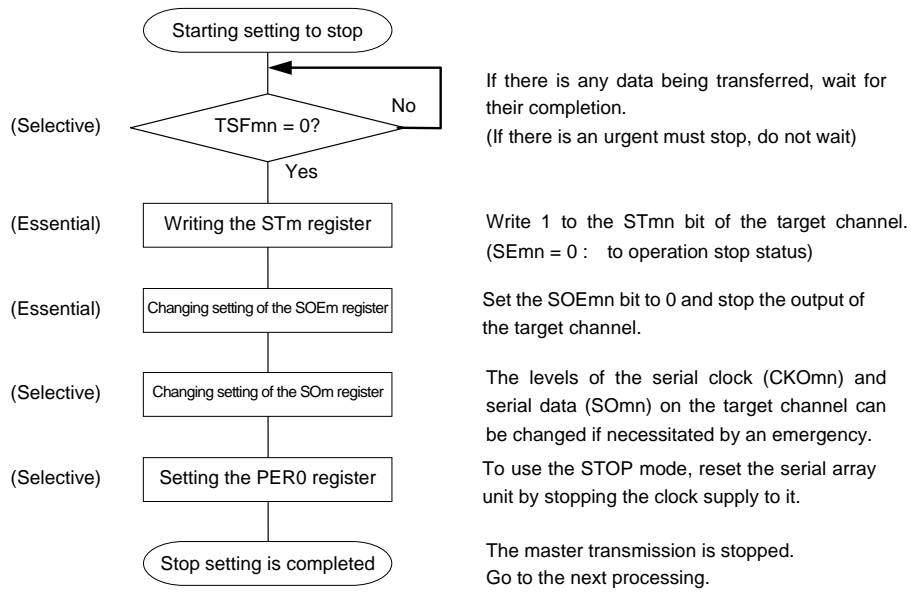 Starting setting to stop
No
If there is any data being transferred, wait for
their completion.
(If there is an urgent must stop, do not wait)
(Selective)
TSFmn = 0?
Yes
(Essential)
Writing the STm register
Write 1 to the STmn bit of the target channel.
(SEmn = 0 : to operation stop status)
(Essential)
Changing setting of the SOEm register
Set the SOEmn bit to 0 and stop the output of
the target channel.
(Selective)
Changing setting of the SOm register
The levels of the serial clock (CKOmn) and
serial data (SOmn) on the target channel can
be changed if necessitated by an emergency.
(Selective)
Setting the PER0 register
To use the STOP mode, reset the serial array
unit by stopping the clock supply to it.
Stop setting is completed
The master transmission is stopped.
Go to the next processing.